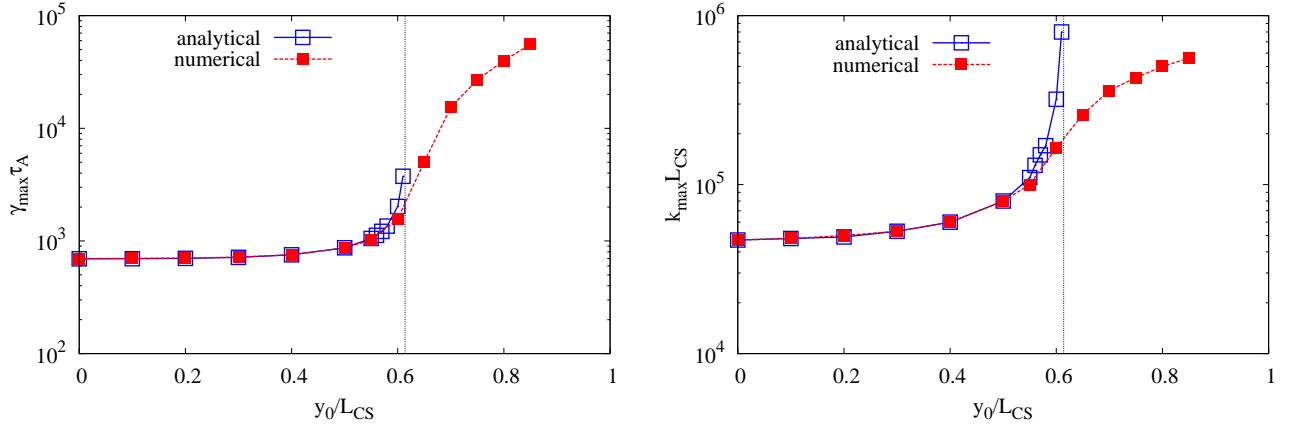 10^5
10^4
10^3
10^2
γ_max τ_A
analytical
numerical
0
0.2
0.4
0.6
0.8
1
y_0/L_CS
10^6
10^5
10^4
k_max L_CS
analytical
numerical
0
0.2
0.4
0.6
0.8
1
y_0/L_CS